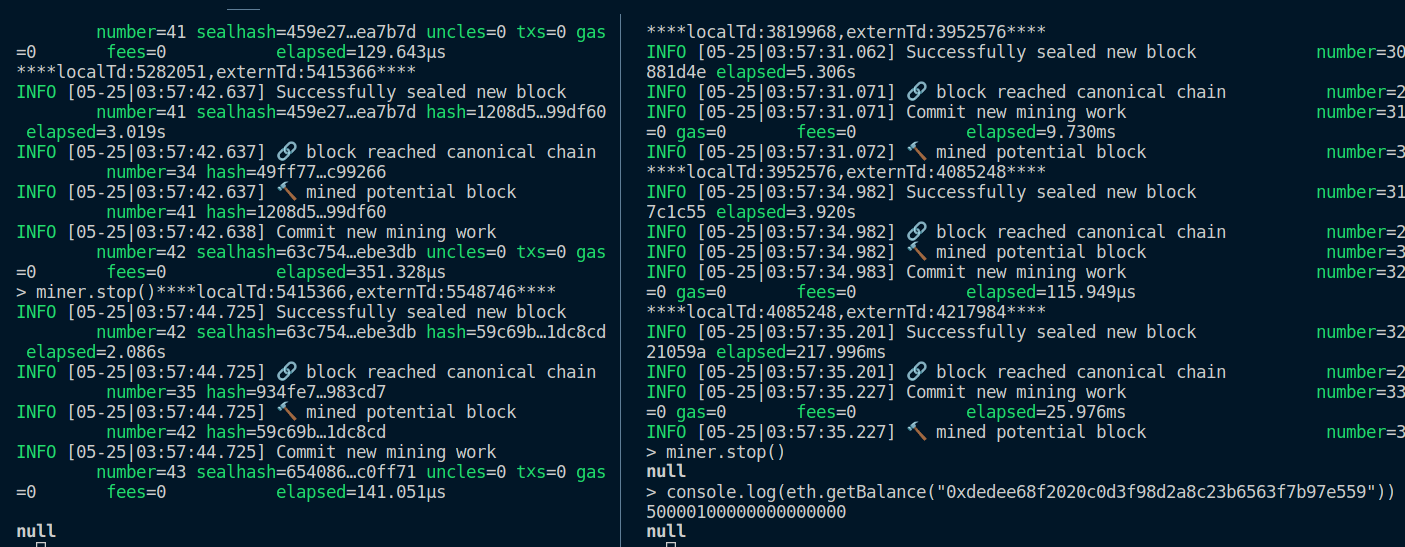 number=41 sealhash=459e27…ea7b7d uncles=0 txs=0 gas
=0 fees=0 elapsed=129.643µs
****localTd:5282051,externTd:5415366****
INFO [05-25|03:57:42.637] Successfully sealed new block
number=41 sealhash=459e27…ea7b7d hash=1208d5…99df60
elapsed=3.019s
INFO [05-25|03:57:42.637] 🔗 block reached canonical chain
number=34 hash=49ff77…c99266
INFO [05-25|03:57:42.637] 🔨 mined potential block
number=41 hash=1208d5…99df60
INFO [05-25|03:57:42.638] Commit new mining work
number=42 sealhash=63c754…ebe3db uncles=0 txs=0 gas
=0 fees=0 elapsed=351.328µs
> miner.stop()****localTd:5415366,externTd:5548746****
INFO [05-25|03:57:44.725] Successfully sealed new block
number=42 sealhash=63c754…ebe3db hash=59c69b…1dc8cd
elapsed=2.086s
INFO [05-25|03:57:44.725] 🔗 block reached canonical chain
number=35 hash=934fe7…983cd7
INFO [05-25|03:57:44.725] 🔨 mined potential block
number=42 hash=59c69b…1dc8cd
INFO [05-25|03:57:44.725] Commit new mining work
number=43 sealhash=654086…c0ff71 uncles=0 txs=0 gas
=0 fees=0 elapsed=141.051µs
null
****localTd:3819968,externTd:3952576****
INFO [05-25|03:57:31.062] Successfully sealed new block number=30
881d4e elapsed=5.306s
INFO [05-25|03:57:31.071] 🔗 block reached canonical chain number=2
INFO [05-25|03:57:31.071] Commit new mining work number=31
=0 gas=0 fees=0 elapsed=9.730ms
INFO [05-25|03:57:31.072] 🔨 mined potential block number=3
****localTd:3952576,externTd:4085248****
INFO [05-25|03:57:34.982] Successfully sealed new block number=31
7c1c55 elapsed=3.920s
INFO [05-25|03:57:34.982] 🔗 block reached canonical chain number=2
INFO [05-25|03:57:34.982] 🔨 mined potential block number=3
INFO [05-25|03:57:34.983] Commit new mining work number=32
=0 gas=0 fees=0 elapsed=115.949µs
****localTd:4085248,externTd:4217984****
INFO [05-25|03:57:35.201] Successfully sealed new block number=32
21059a elapsed=217.996ms
INFO [05-25|03:57:35.201] 🔗 block reached canonical chain number=2
INFO [05-25|03:57:35.227] Commit new mining work number=33
=0 gas=0 fees=0 elapsed=25.976ms
INFO [05-25|03:57:35.227] 🔨 mined potential block number=3
> miner.stop()
null
> console.log(eth.getBalance("0xdedee68f2020c0d3f98d2a8c23b6563f7b97e559"))
50000100000000000000
null